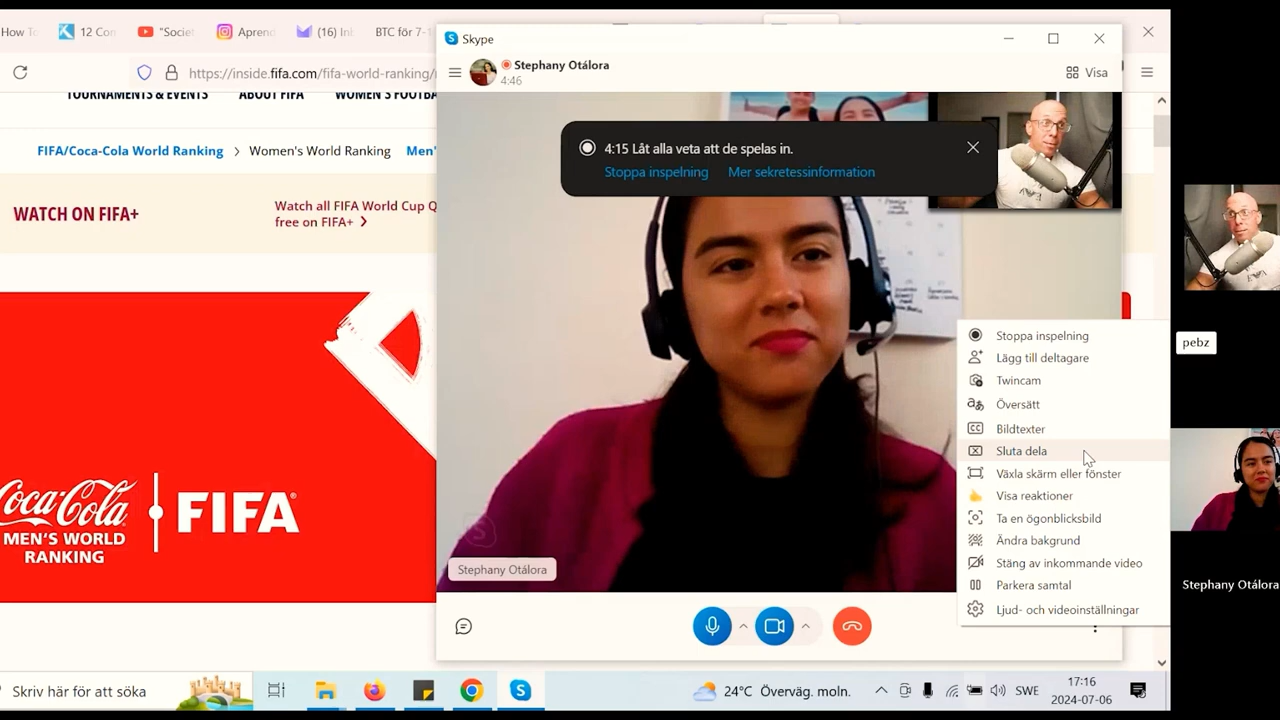 How To
12 Con
"Societ
Aprend
(16) Inb
BTC för 7-1
https://inside.fifa.com/fifa-world-ranking/
TOURNAMENTS & EVENTS
ABOUT FIFA
WOMEN'S FOOTBA
FIFA/Coca-Cola World Ranking
Women's World Ranking
Men'
WATCH ON FIFA+
Watch all FIFA World Cup Q
free on FIFA+
Coca-Cola
FIFA
MEN'S WORLD
RANKING
Skype
Stephany Otálora
4:46
Visa
4:15 Låt alla veta att de spelas in.
Stoppa inspelning
Mer sekretessinformation
Stephany Otálora
Stoppa inspelning
Lägg till deltagare
Twincam
Översätt
Bildtexter
Sluta dela
Växla skärm eller fönster
Visa reaktioner
Ta en ögonblicksbild
Ändra bakgrund
Stäng av inkommande video
Parkera samtal
Ljud- och videoinställningar
pebz
Stephany Otálora
Skriv här för att söka
24°C Överväg. moln.
SWE
17:16
2024-07-06